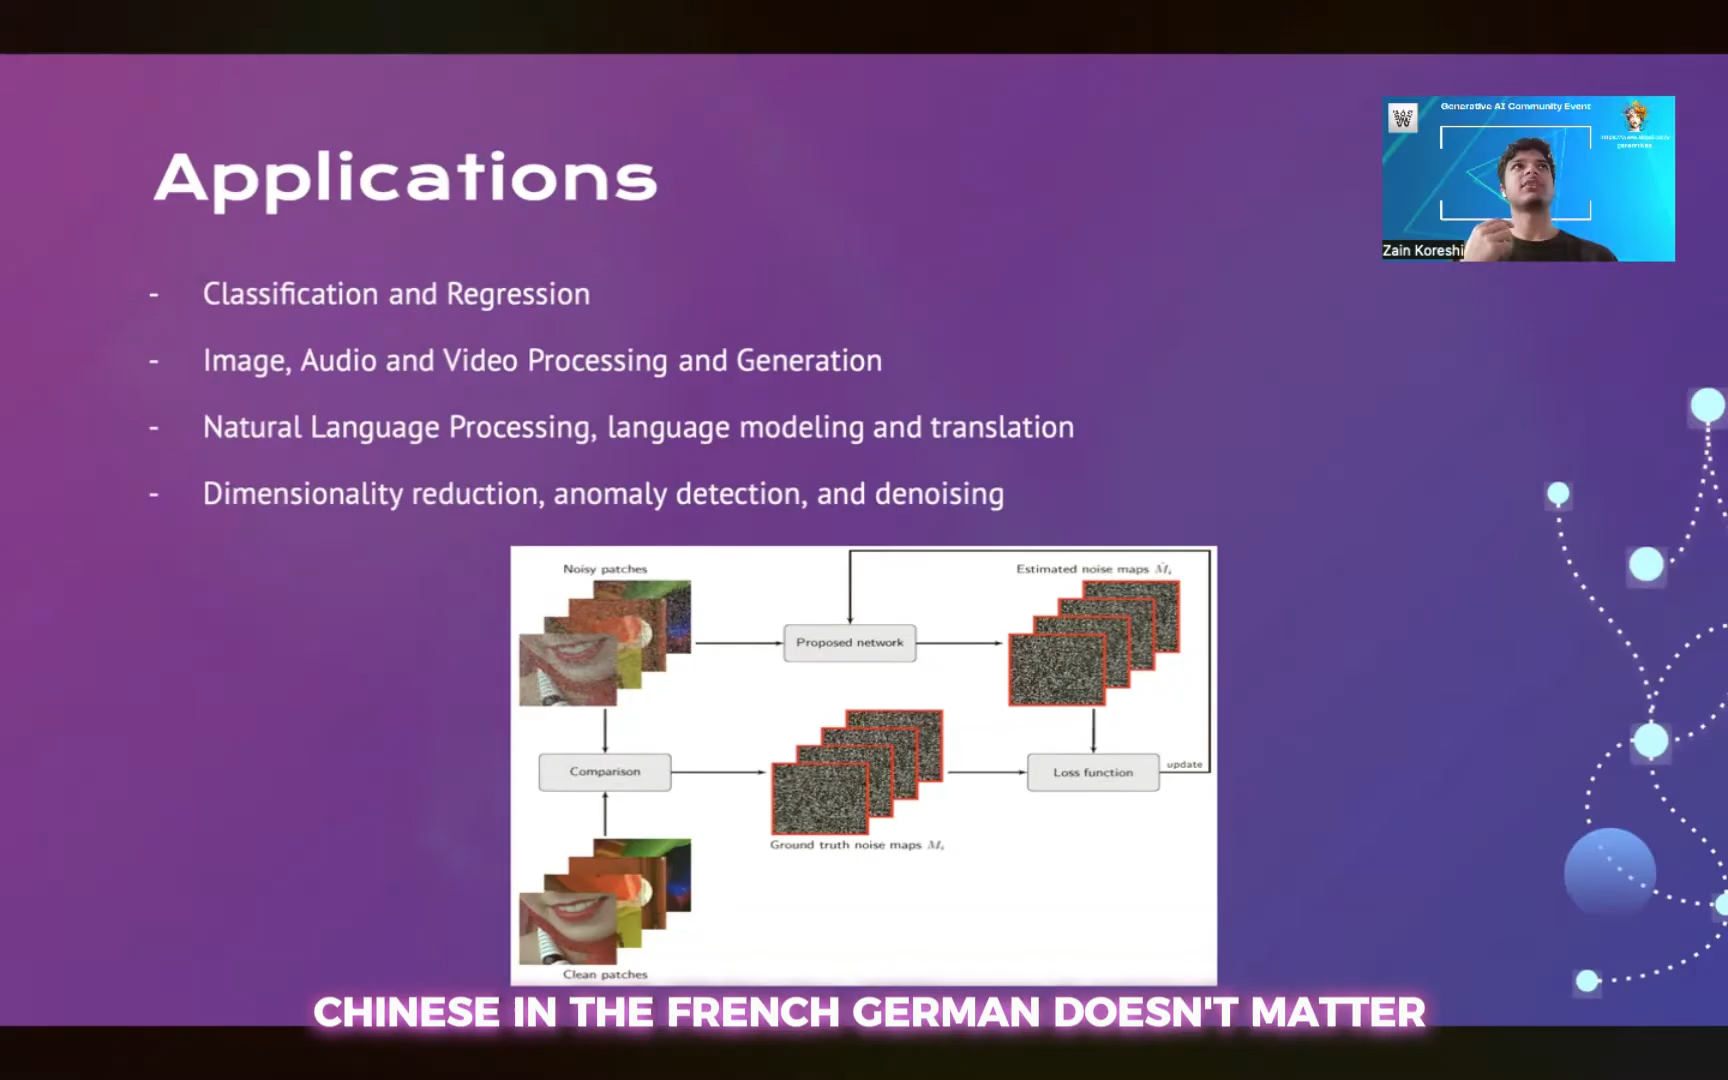 Generative AI Community Event
Zain Koreshi
Applications
- Classification and Regression
- Image, Audio and Video Processing and Generation
- Natural Language Processing, language modeling and translation
- Dimensionality reduction, anomaly detection, and denoising
Noisy patches
Estimated noise maps M̂ᵢ
Proposed network
Comparison
Loss function
update
Ground truth noise maps Mᵢ
Clean patches
CHINESE IN THE FRENCH GERMAN DOESN'T MATTER